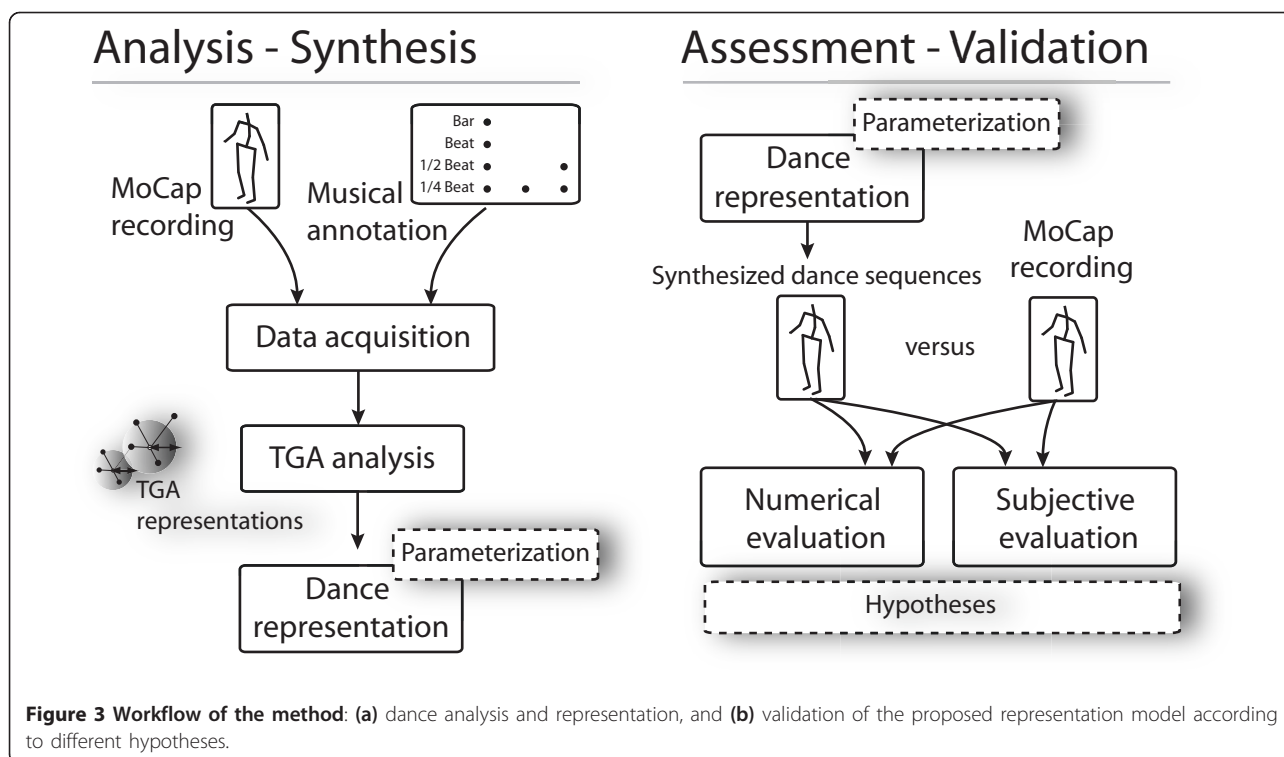 Analysis - Synthesis
MoCap
recording
Musical
annotation
Bar
Beat
1/2 Beat
1/4 Beat
Data acquisition
TGA analysis
TGA
representations
Parameterization
Dance
representation
Assessment - Validation
Parameterization
Dance
representation
Synthesized dance sequences
MoCap
recording
versus
Numerical
evaluation
Subjective
evaluation
Hypotheses
Figure 3 Workflow of the method: (a) dance analysis and representation, and (b) validation of the proposed representation model according
to different hypotheses.